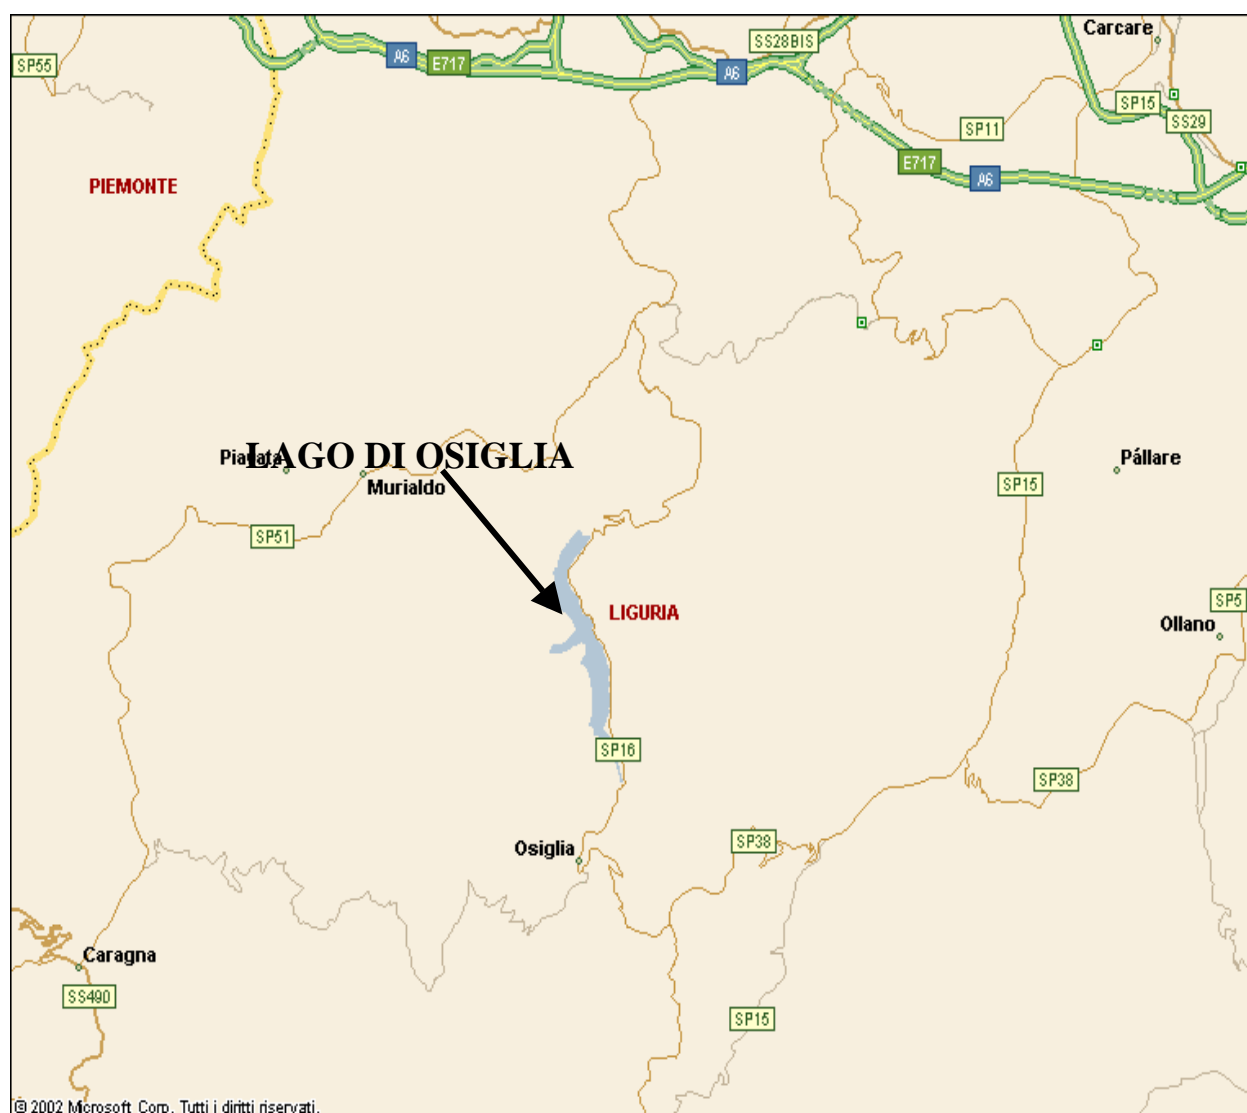 Carcare
SS28BIS
A6
E717
SP55
A6
SP15
SS29
SP11
E717
A6
PIEMONTE
LAGO DI OSIGLIA
Piavata
Murialdo
Pállare
SP15
SP51
SP5
LIGURIA
Ollano
SP16
SP38
Osiglia
SP38
Caragna
SS490
SP15
© 2002 Microsoft Corp. Tutti i diritti riservati.